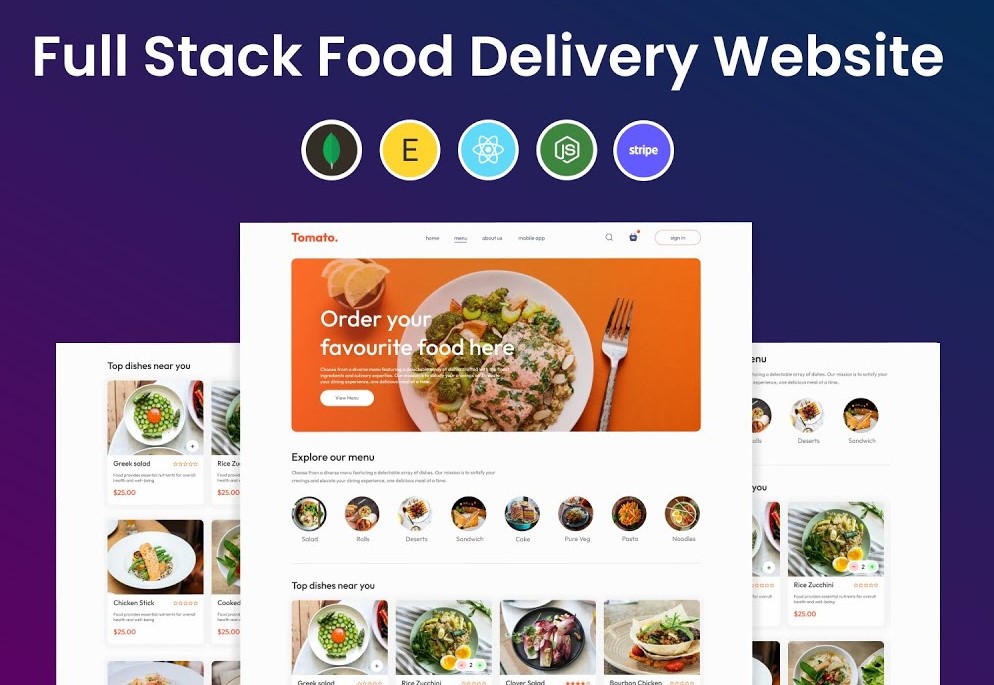 Full Stack Food Delivery Website
E
JS
stripe
Tomato.
home menu about us mobile app sign in
Order your
favourite food here
Choose from a diverse menu featuring a delectable array of dishes crafted with the finest
ingredients and culinary expertise. Our mission is to satisfy your cravings and elevate
your dining experience, one delicious meal at a time.
View Menu
Explore our menu
Choose from a diverse menu featuring a delectable array of dishes. Our mission is to satisfy your
cravings and elevate your dining experience, one delicious meal at a time.
Salad Rolls Deserts Sandwich Cake Pure Veg Pasta Noodles
Top dishes near you
2
Greek salad Rice Zucchini Clover Salad Bourbon Chicken
Top dishes near you
Greek salad
Food provides essential nutrients for overall
health and well-being
$25.00
Rice Zu
$25.00
Chicken Stick
Food provides essential nutrients for overall
health and well-being
$25.00
Cooked
$25.00
enu
turing a delectable array of dishes. Our mission is to satisfy your
experience, one delicious meal at a time.
olls Deserts Sandwich
you
2
Rice Zucchini
Food provides essential nutrients for overall
health and well-being
$25.00